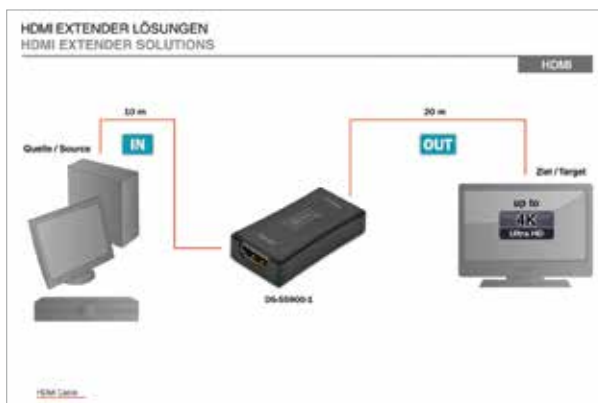 HDMI EXTENDER LÖSUNGEN
HDMI EXTENDER SOLUTIONS
HDMI
10 m
20 m
IN
OUT
Quelle / Source
Ziel / Target
up to
4K
Ultra HD
DS-55900-1
HDMI Cable